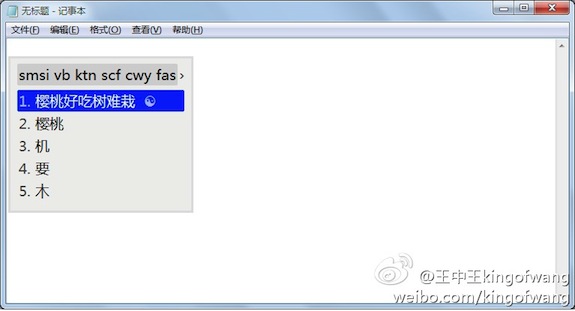 无标题 - 记事本
文件(F) 编辑(E) 格式(O) 查看(V) 帮助(H)
smsi vb ktn scf cwy fas ›
1. 樱桃好吃树难栽
2. 樱桃
3. 机
4. 要
5. 木
@王中王kingofwang
weibo.com/kingofwang